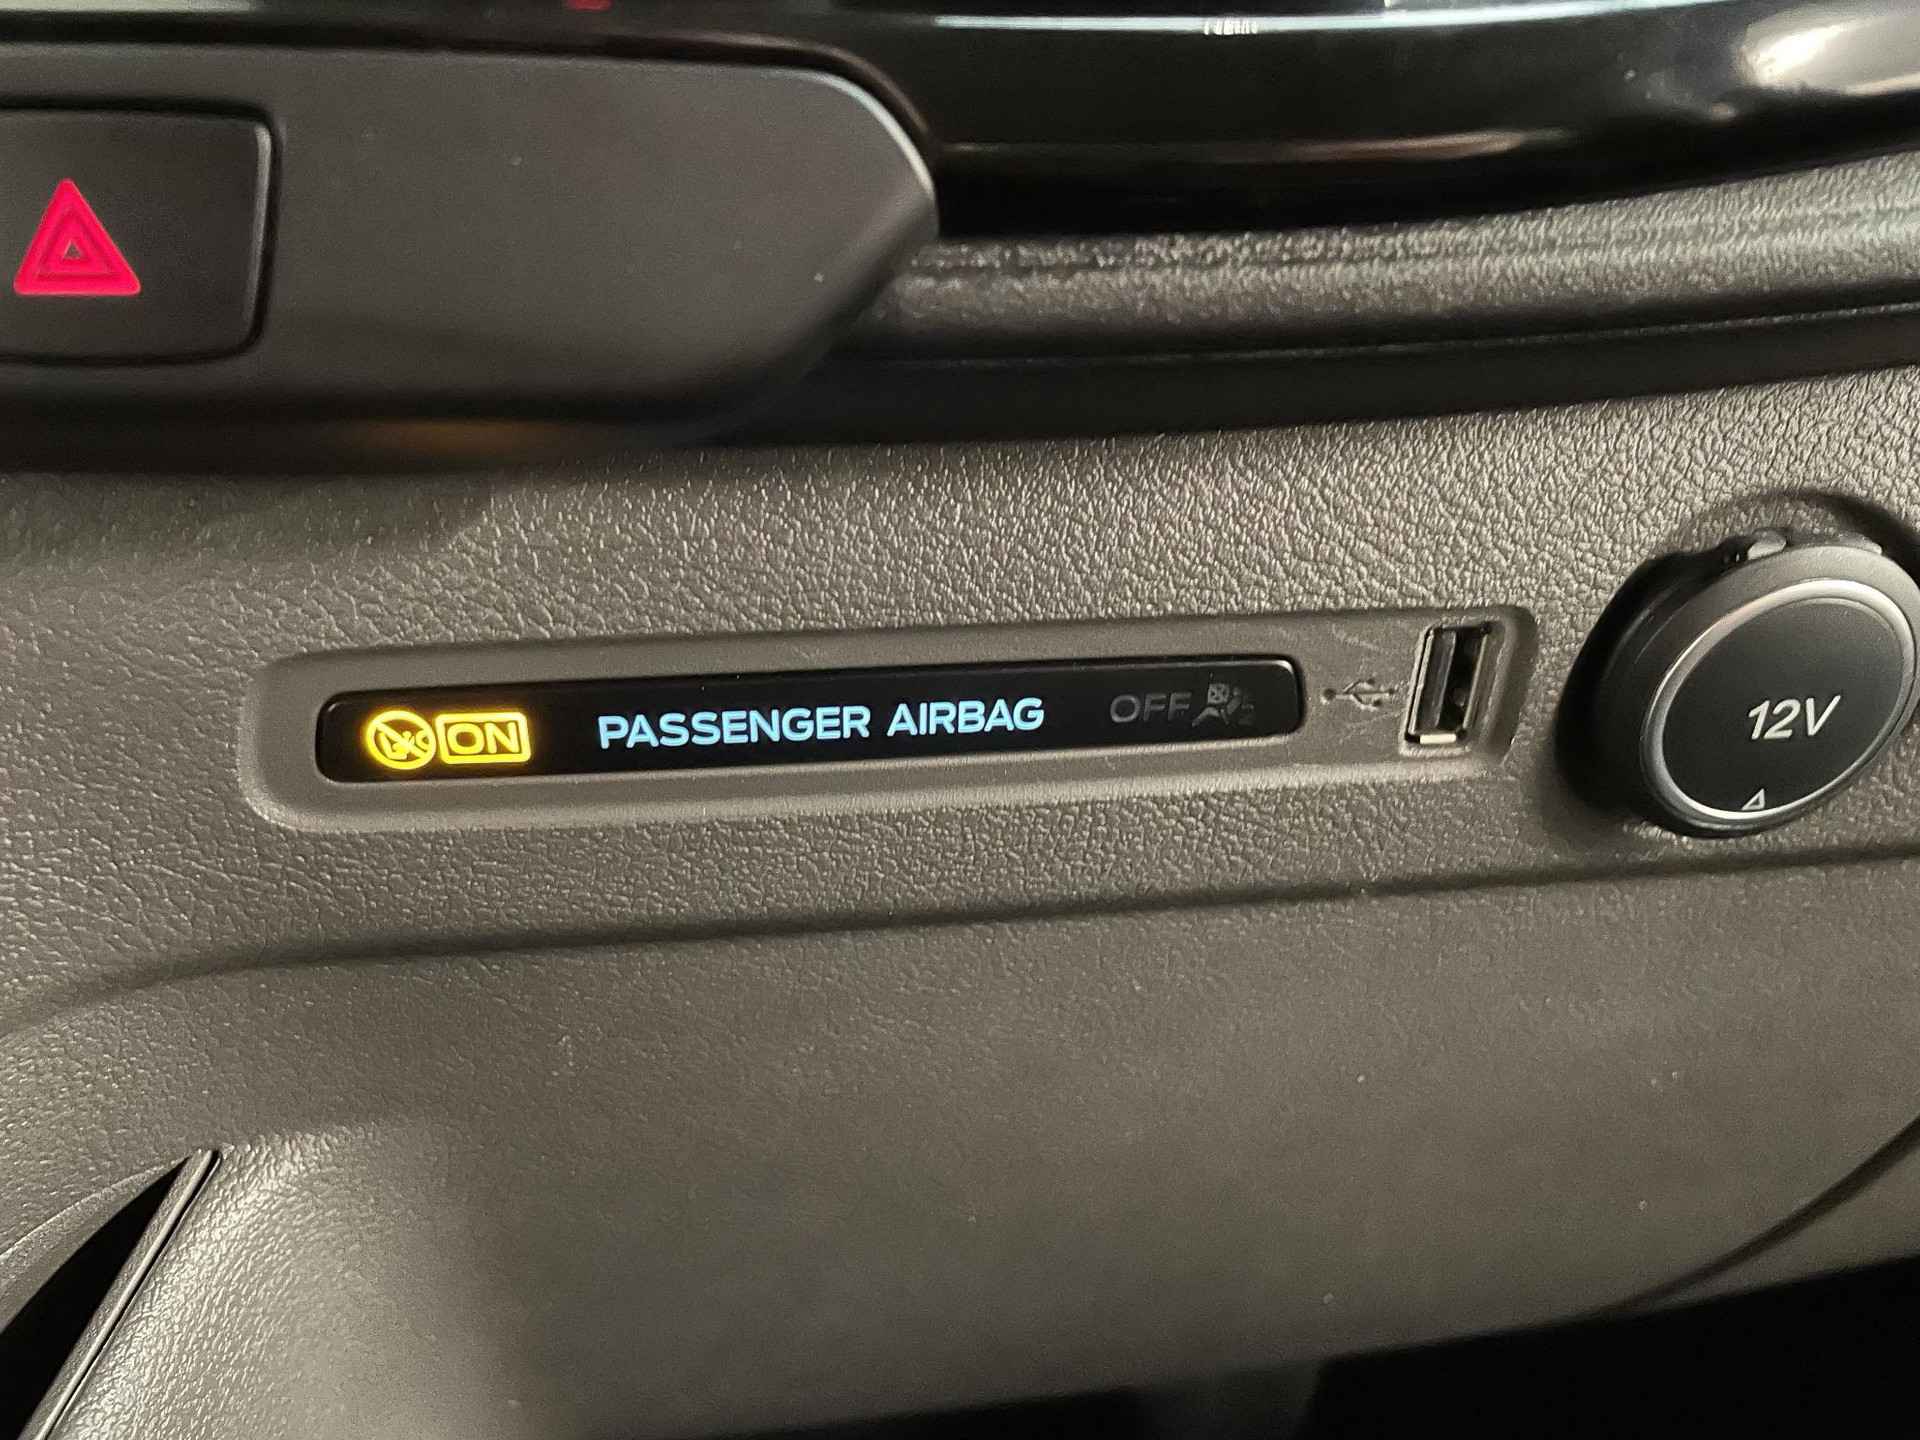 ON PASSENGER AIRBAG OFF
12V